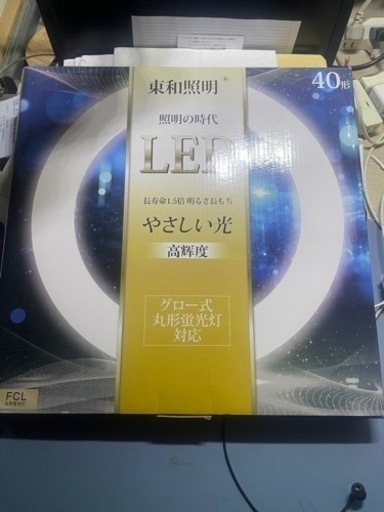 東和照明®
40形
照明の時代
LED
長寿命1.5倍 明るさ長もち
やさしい光
高輝度
グロー式
丸形蛍光灯
対応
FCL